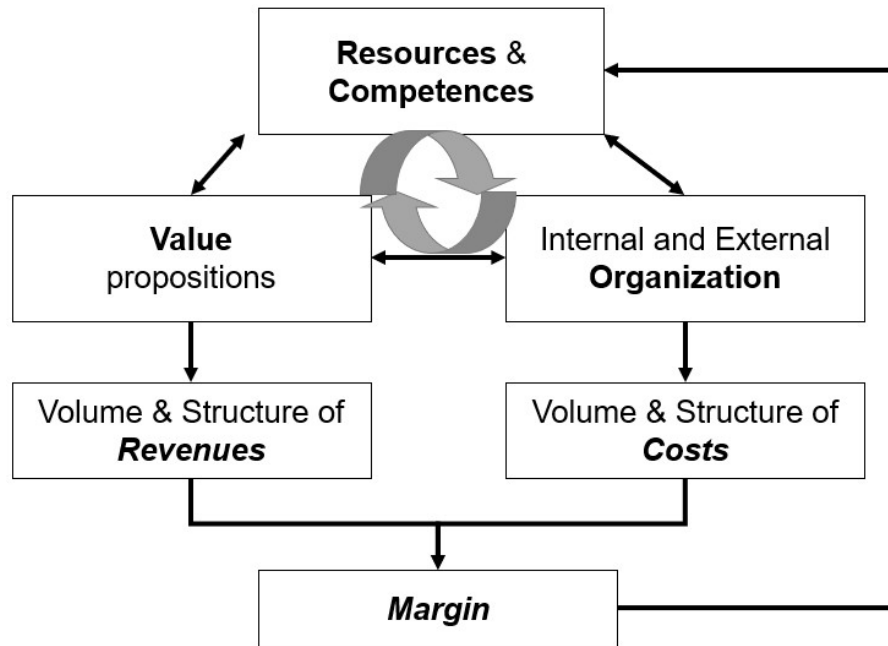 Resources &
Competences
Value
propositions
Internal and External
Organization
Volume & Structure of
Revenues
Volume & Structure of
Costs
Margin